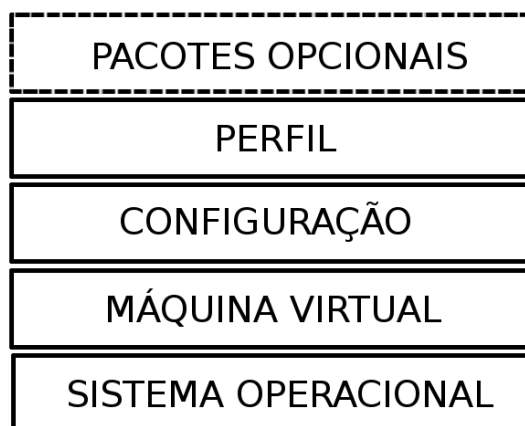 PACOTES OPCIONAIS
PERFIL
CONFIGURAÇÃO
MÁQUINA VIRTUAL
SISTEMA OPERACIONAL